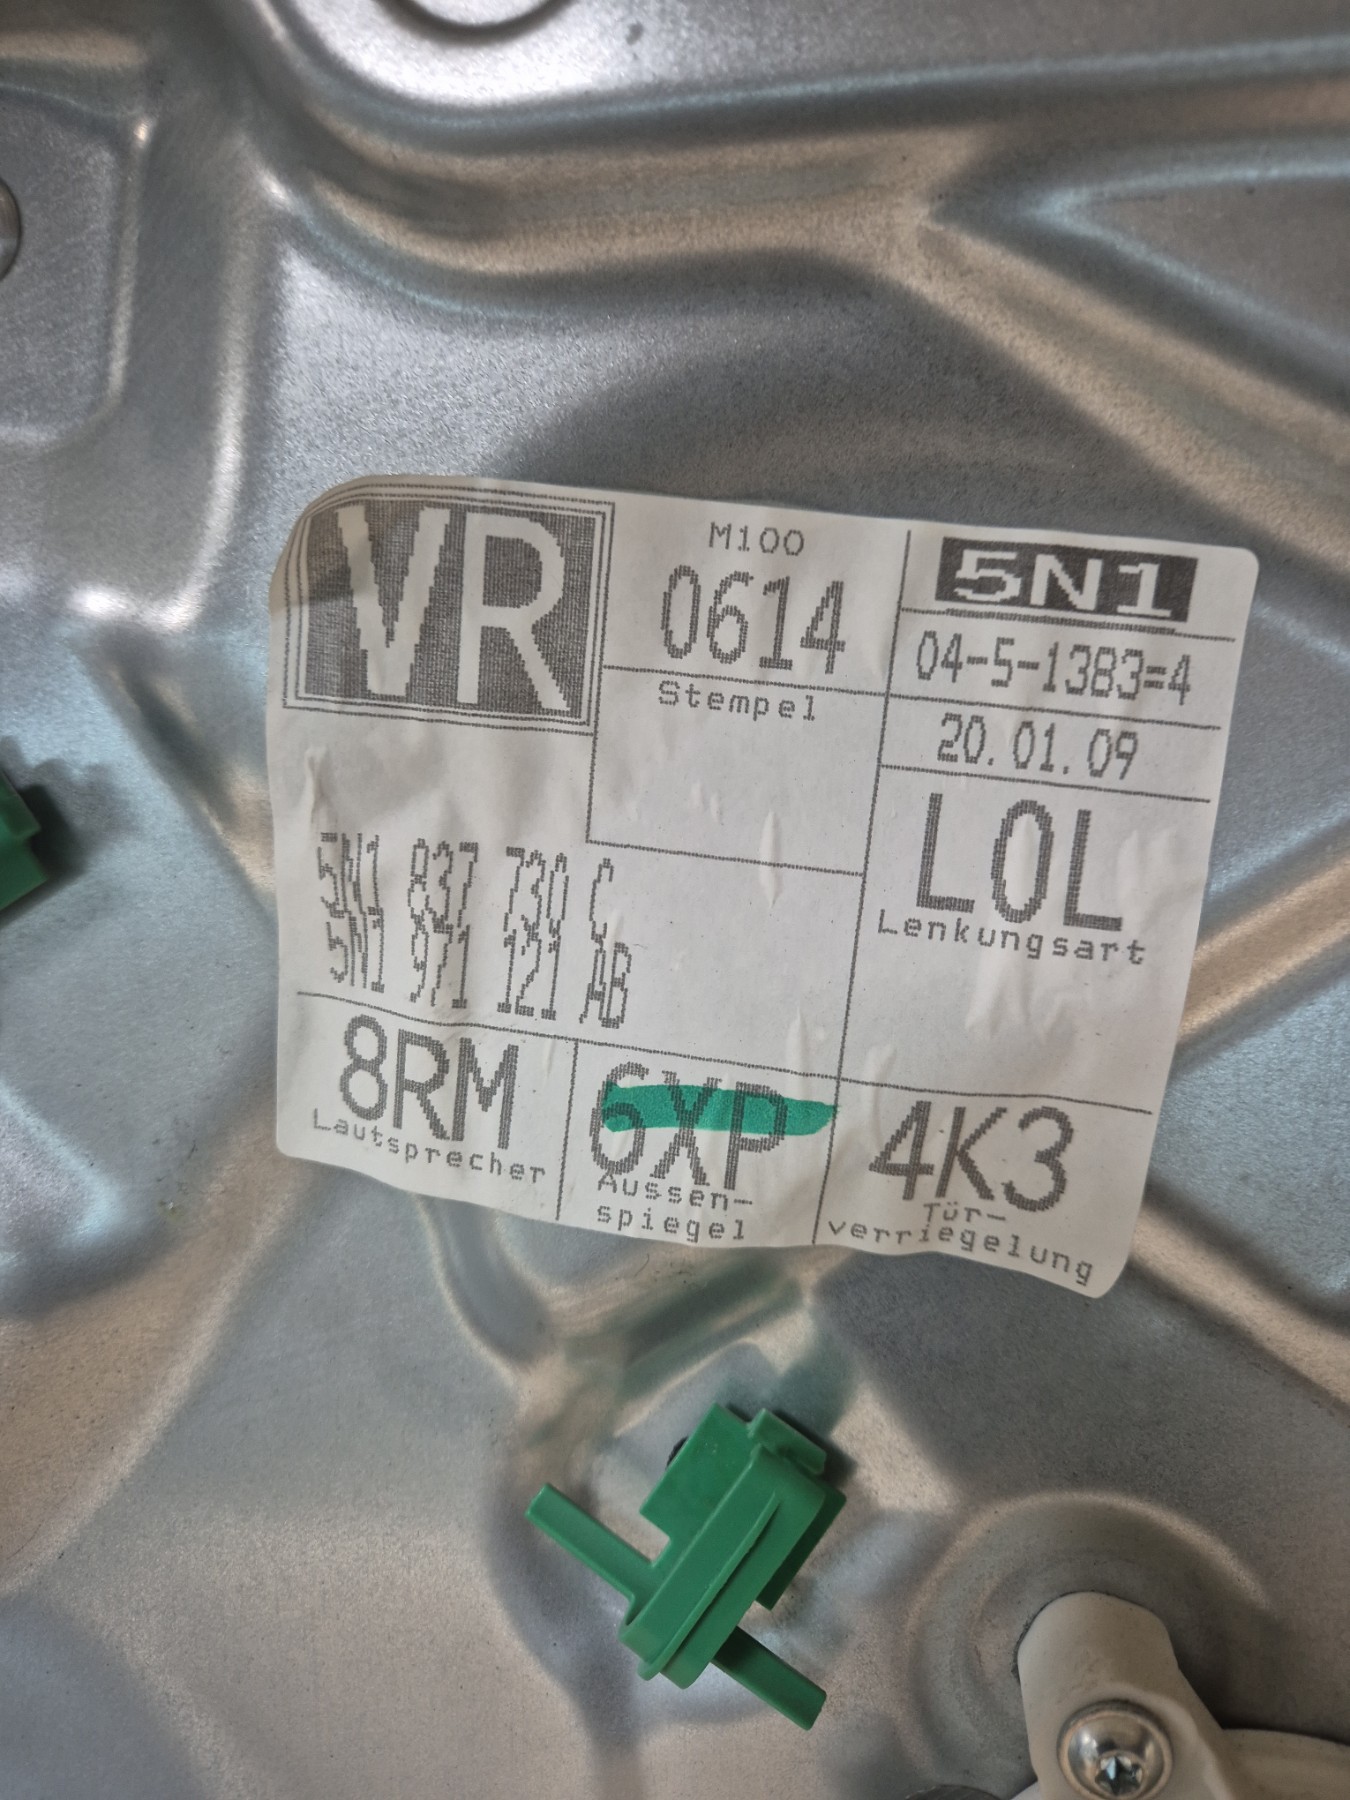 VR
M100
0614
Stempel
5N1
04-5-1383=4
20.01.09
L0L
Lenkungsart
5N1 837 730 C
5N1 971 121 AB
8RM
Lautsprecher
6XP
Aussen-
spiegel
4K3
Tür-
verriegelung